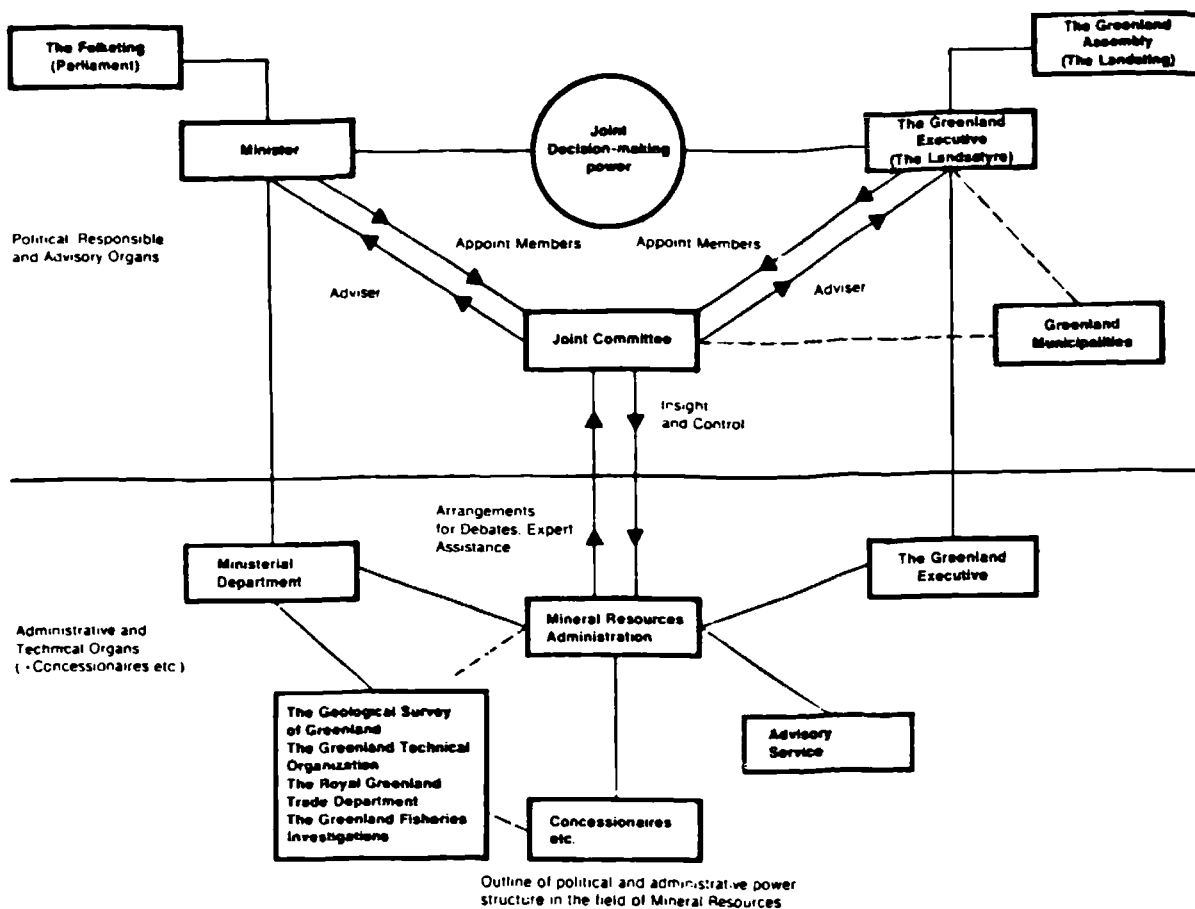 The Folketing
(Parliament)
The Greenland
Assembly
(The Landsting)
Minister
Joint
Decision-making
power
The Greenland
Executive
(The Landsstyre)
Political Responsible
and Advisory Organs
Appoint Members
Appoint Members
Adviser
Adviser
Joint Committee
Greenland
Municipalities
Insight
and Control
Arrangements
for Debates, Expert
Assistance
Ministerial
Department
The Greenland
Executive
Mineral Resources
Administration
Administrative and
Technical Organs
(-Concessionaires etc)
The Geological Survey
of Greenland
The Greenland Technical
Organization
The Royal Greenland
Trade Department
The Greenland Fisheries
Investigations
Advisory
Service
Concessionaires
etc.
Outline of political and administrative power
structure in the field of Mineral Resources